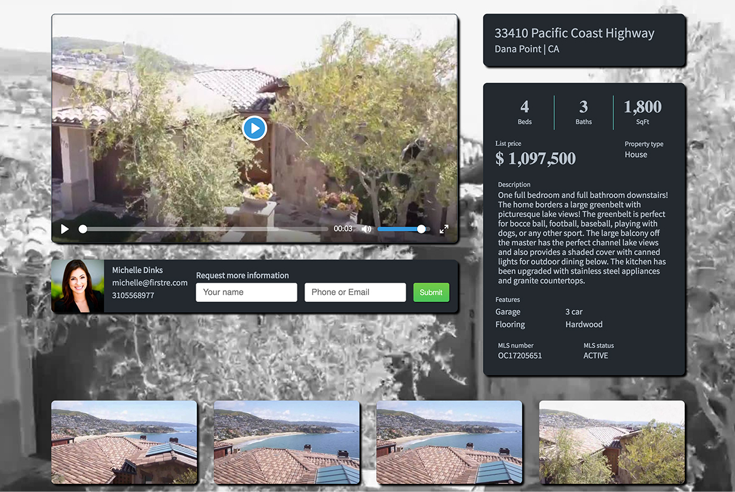 33410 Pacific Coast Highway
Dana Point | CA
4
Beds
3
Baths
1,800
SqFt
List price
$ 1,097,500
Property type
House
Description
One full bedroom and full bathroom downstairs!
The home borders a large greenbelt with
picturesque lake views! The greenbelt is perfect
for bocce ball, football, baseball, playing with
dogs, or any other sport. The large balcony off
the master has the perfect channel lake views
and also provides a shaded cover with canned
lights for outdoor dining below. The kitchen has
been upgraded with stainless steel appliances
and granite countertops.
Features
Garage
3 car
Flooring
Hardwood
MLS number
OC17205651
MLS status
ACTIVE
00:03
Michelle Dinks
michelle@firstre.com
3105568977
Request more information
Your name
Phone or Email
Submit